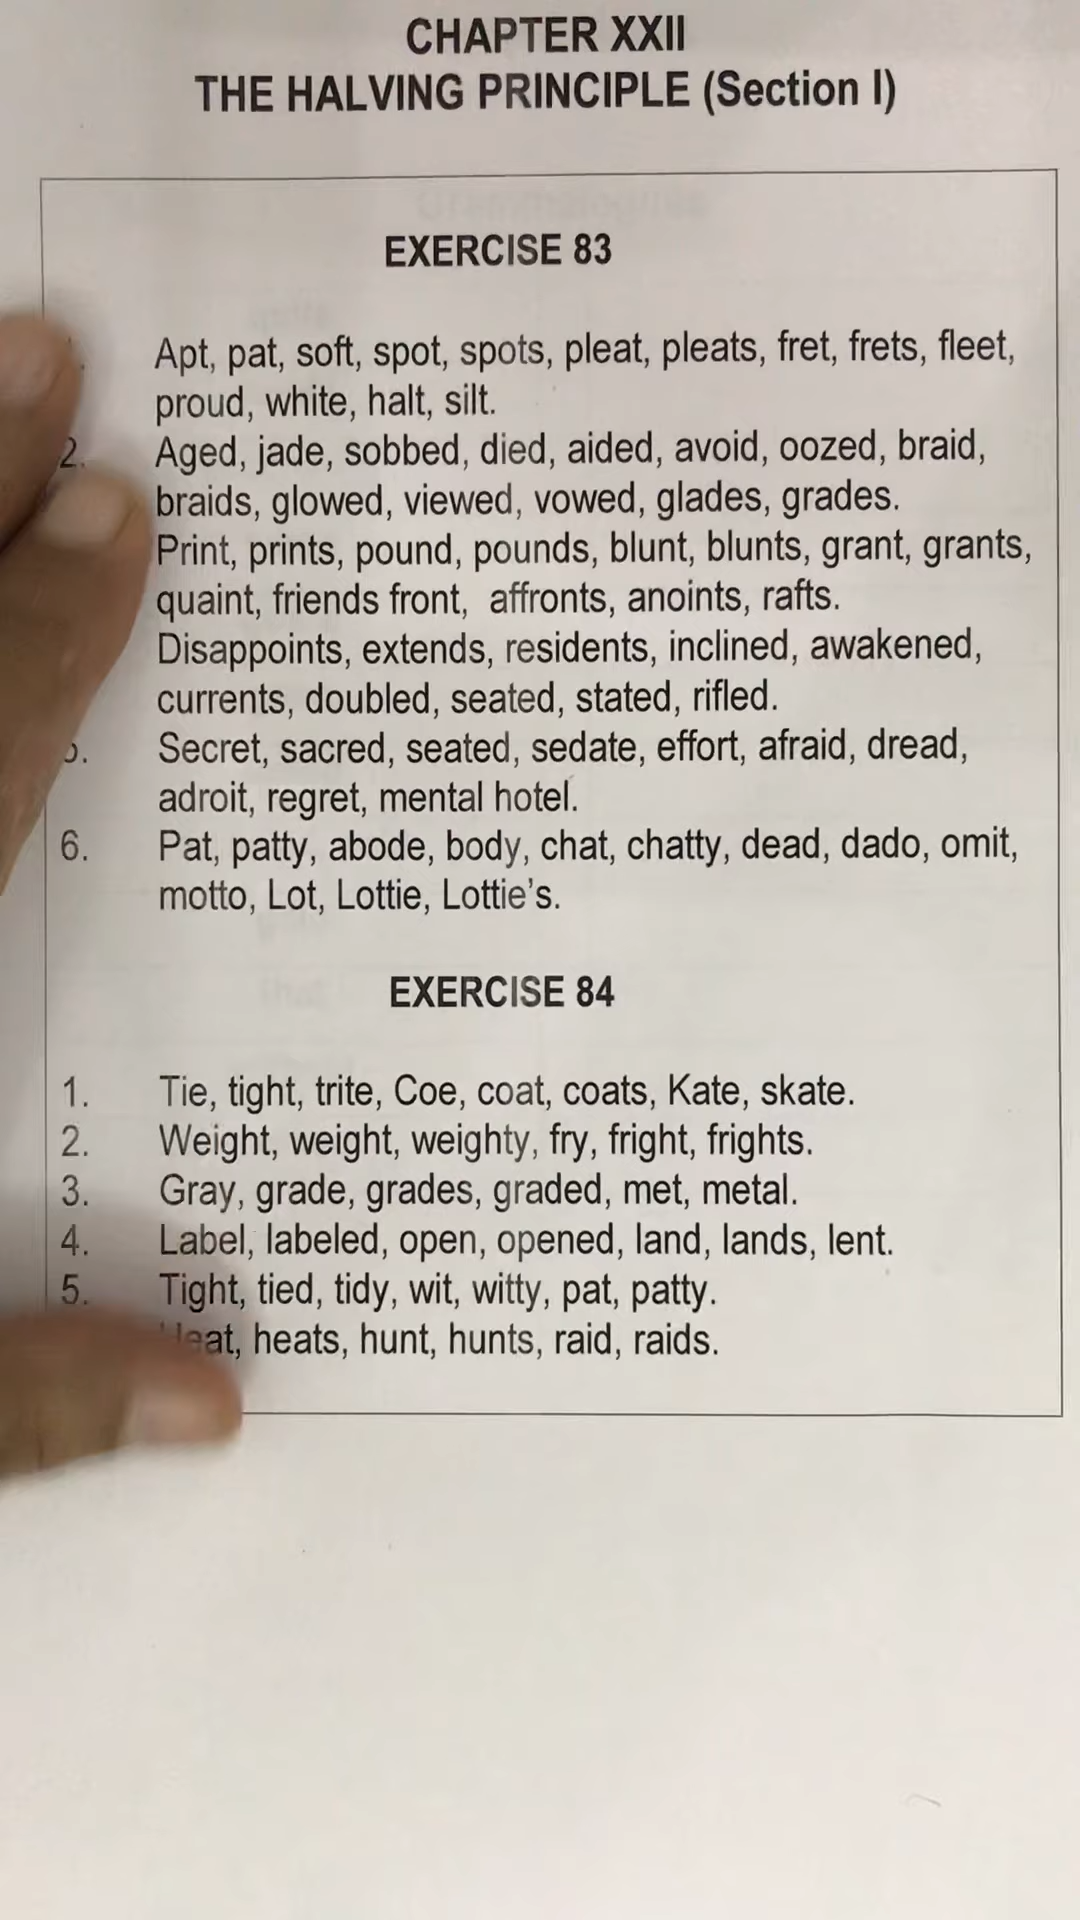 CHAPTER XXII
THE HALVING PRINCIPLE (Section I)
EXERCISE 83
Apt, pat, soft, spot, spots, pleat, pleats, fret, frets, fleet,
proud, white, halt, silt.
2. Aged, jade, sobbed, died, aided, avoid, oozed, braid,
braids, glowed, viewed, vowed, glades, grades.
Print, prints, pound, pounds, blunt, blunts, grant, grants,
quaint, friends front, affronts, anoints, rafts.
Disappoints, extends, residents, inclined, awakened,
currents, doubled, seated, stated, rifled.
Secret, sacred, seated, sedate, effort, afraid, dread,
adroit, regret, mental hotel.
6. Pat, patty, abode, body, chat, chatty, dead, dado, omit,
motto, Lot, Lottie, Lottie's.
EXERCISE 84
1. Tie, tight, trite, Coe, coat, coats, Kate, skate.
2. Weight, weight, weighty, fry, fright, frights.
3. Gray, grade, grades, graded, met, metal.
4. Label, labeled, open, opened, land, lands, lent.
5. Tight, tied, tidy, wit, witty, pat, patty.
heats, hunt, hunts, raid, raids.